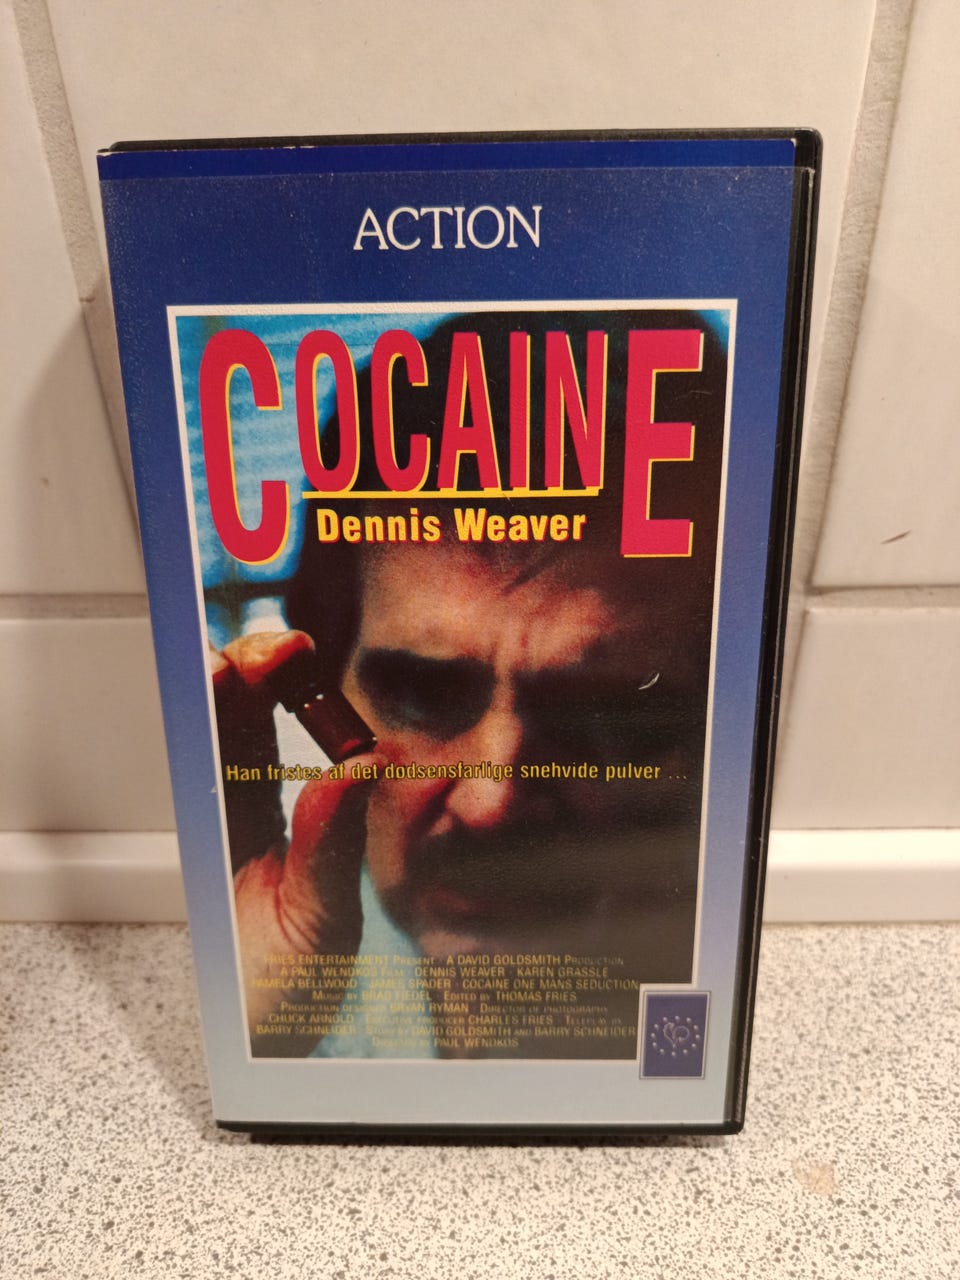 ACTION
COCAINE
Dennis Weaver
Han fristes af det dødsensfarlige snehvide pulver ...
FRIES ENTERTAINMENT PRESENT · A DAVID GOLDSMITH PRODUCTION
A PAUL WENDKOS FILM · DENNIS WEAVER · KAREN GRASSLE
PAMELA BELLWOOD · JAMES SPADER · COCAINE ONE MANS SEDUCTION
MUSIC BY BRAD FIEDEL · EDITED BY THOMAS FRIES
PRODUCTION DESIGNER BRYAN RYMAN · DIRECTOR OF PHOTOGRAPHY
CHUCK ARNOLD · EXECUTIVE PRODUCER CHARLES FRIES · TELEPLAY BY
BARRY SCHNEIDER · STORY BY DAVID GOLDSMITH AND BARRY SCHNEIDER
DIRECTED BY PAUL WENDKOS